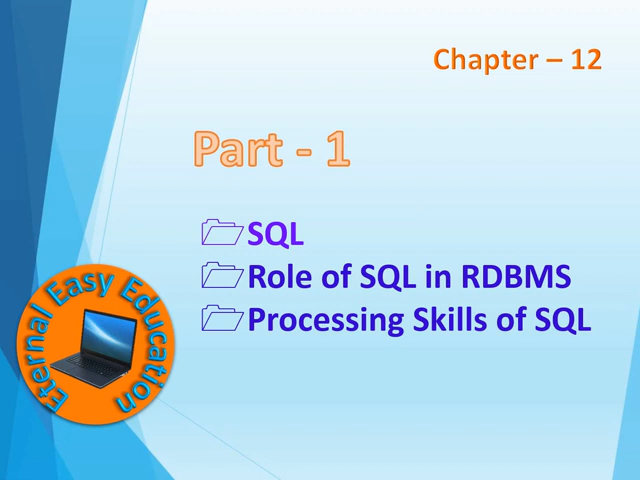 Chapter – 12
Part - 1
SQL
Role of SQL in RDBMS
Processing Skills of SQL
Eternal Easy Education